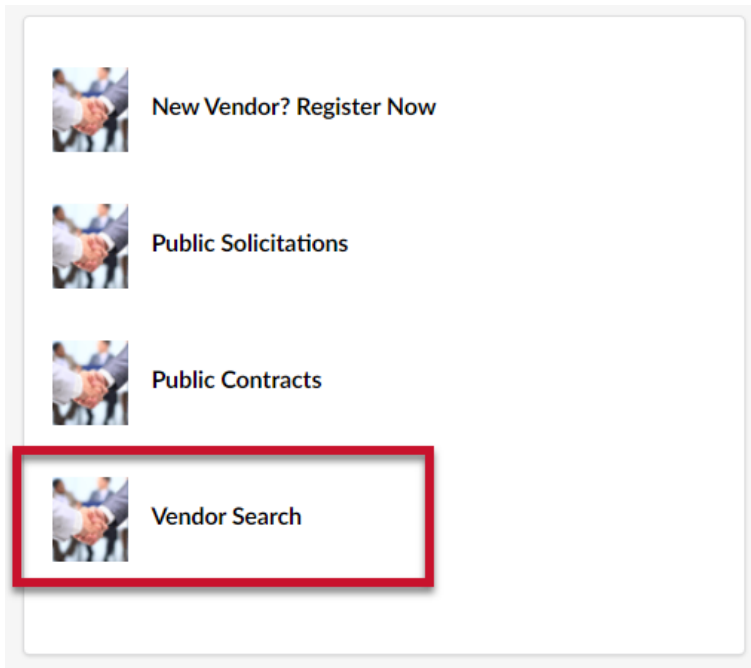 New Vendor? Register Now
Public Solicitations
Public Contracts
Vendor Search